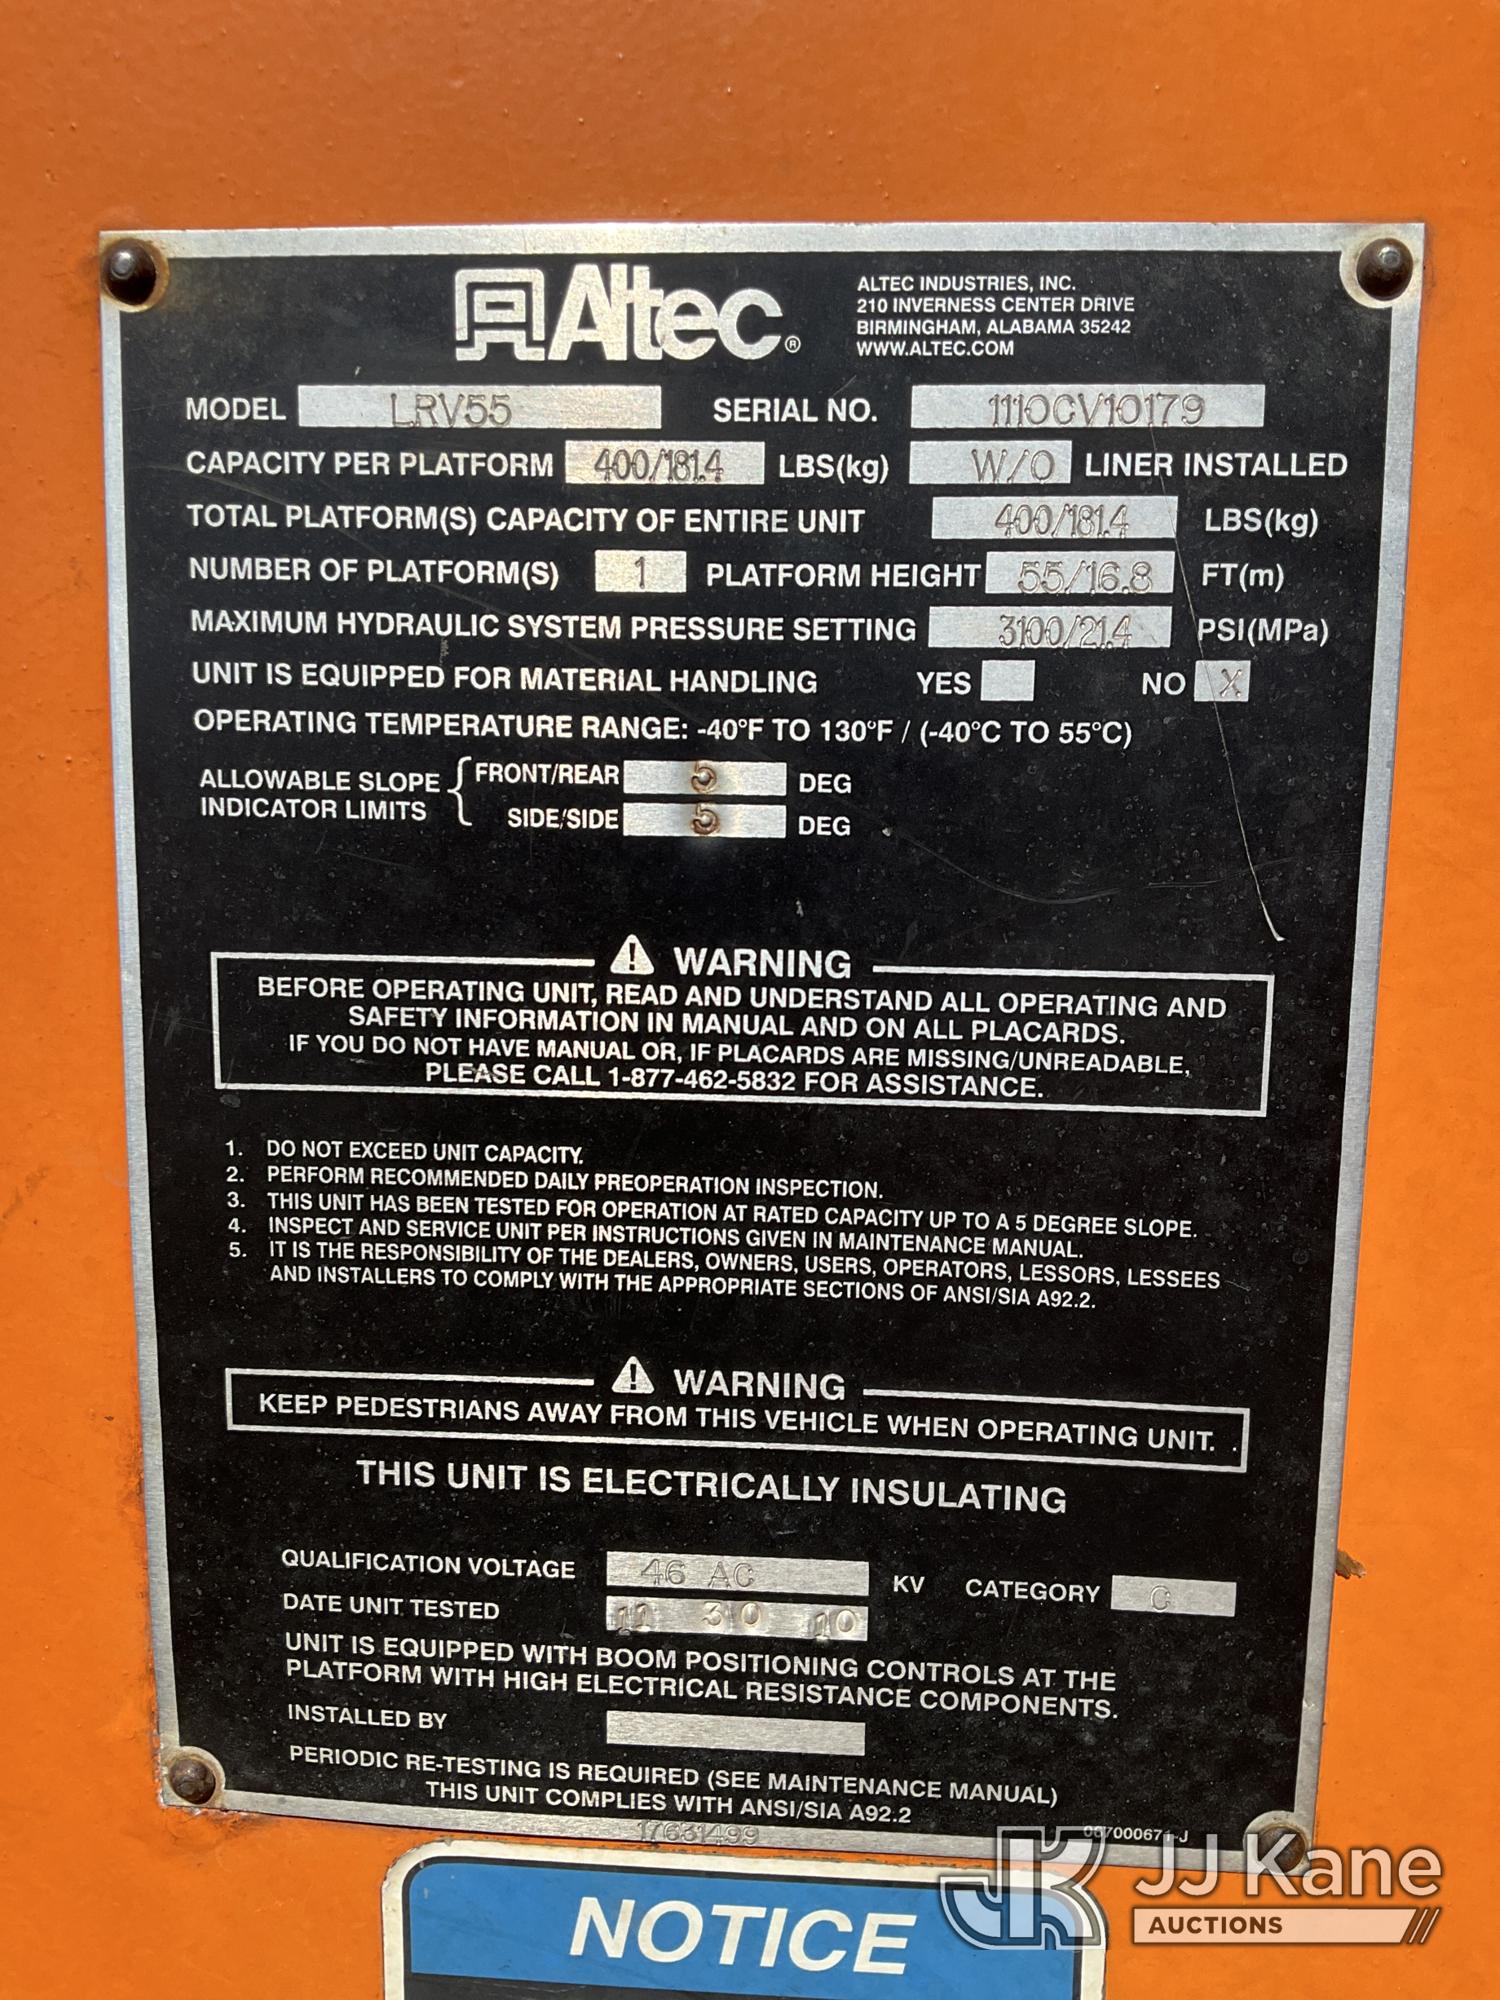 Altec®
ALTEC INDUSTRIES, INC.
210 INVERNESS CENTER DRIVE
BIRMINGHAM, ALABAMA 35242
WWW.ALTEC.COM
MODEL LRV55 SERIAL NO. 1110CV10179
CAPACITY PER PLATFORM 400/181.4 LBS(kg) W/O LINER INSTALLED
TOTAL PLATFORM(S) CAPACITY OF ENTIRE UNIT 400/181.4 LBS(kg)
NUMBER OF PLATFORM(S) 1 PLATFORM HEIGHT 55/16.8 FT(m)
MAXIMUM HYDRAULIC SYSTEM PRESSURE SETTING 3100/21.4 PSI(MPa)
UNIT IS EQUIPPED FOR MATERIAL HANDLING YES NO X
OPERATING TEMPERATURE RANGE: -40°F TO 130°F / (-40°C TO 55°C)
ALLOWABLE SLOPE INDICATOR LIMITS { FRONT/REAR 5 DEG
SIDE/SIDE 5 DEG
⚠ WARNING
BEFORE OPERATING UNIT, READ AND UNDERSTAND ALL OPERATING AND
SAFETY INFORMATION IN MANUAL AND ON ALL PLACARDS.
IF YOU DO NOT HAVE MANUAL OR, IF PLACARDS ARE MISSING/UNREADABLE,
PLEASE CALL 1-877-462-5832 FOR ASSISTANCE.
1. DO NOT EXCEED UNIT CAPACITY.
2. PERFORM RECOMMENDED DAILY PREOPERATION INSPECTION.
3. THIS UNIT HAS BEEN TESTED FOR OPERATION AT RATED CAPACITY UP TO A 5 DEGREE SLOPE.
4. INSPECT AND SERVICE UNIT PER INSTRUCTIONS GIVEN IN MAINTENANCE MANUAL.
5. IT IS THE RESPONSIBILITY OF THE DEALERS, OWNERS, USERS, OPERATORS, LESSORS, LESSEES
AND INSTALLERS TO COMPLY WITH THE APPROPRIATE SECTIONS OF ANSI/SIA A92.2.
⚠ WARNING
KEEP PEDESTRIANS AWAY FROM THIS VEHICLE WHEN OPERATING UNIT.
THIS UNIT IS ELECTRICALLY INSULATING
QUALIFICATION VOLTAGE 46 AC KV CATEGORY C
DATE UNIT TESTED 11 30 10
UNIT IS EQUIPPED WITH BOOM POSITIONING CONTROLS AT THE
PLATFORM WITH HIGH ELECTRICAL RESISTANCE COMPONENTS.
INSTALLED BY
PERIODIC RE-TESTING IS REQUIRED (SEE MAINTENANCE MANUAL)
THIS UNIT COMPLIES WITH ANSI/SIA A92.2
17631499
067000671-J
NOTICE
JK JJ Kane
AUCTIONS